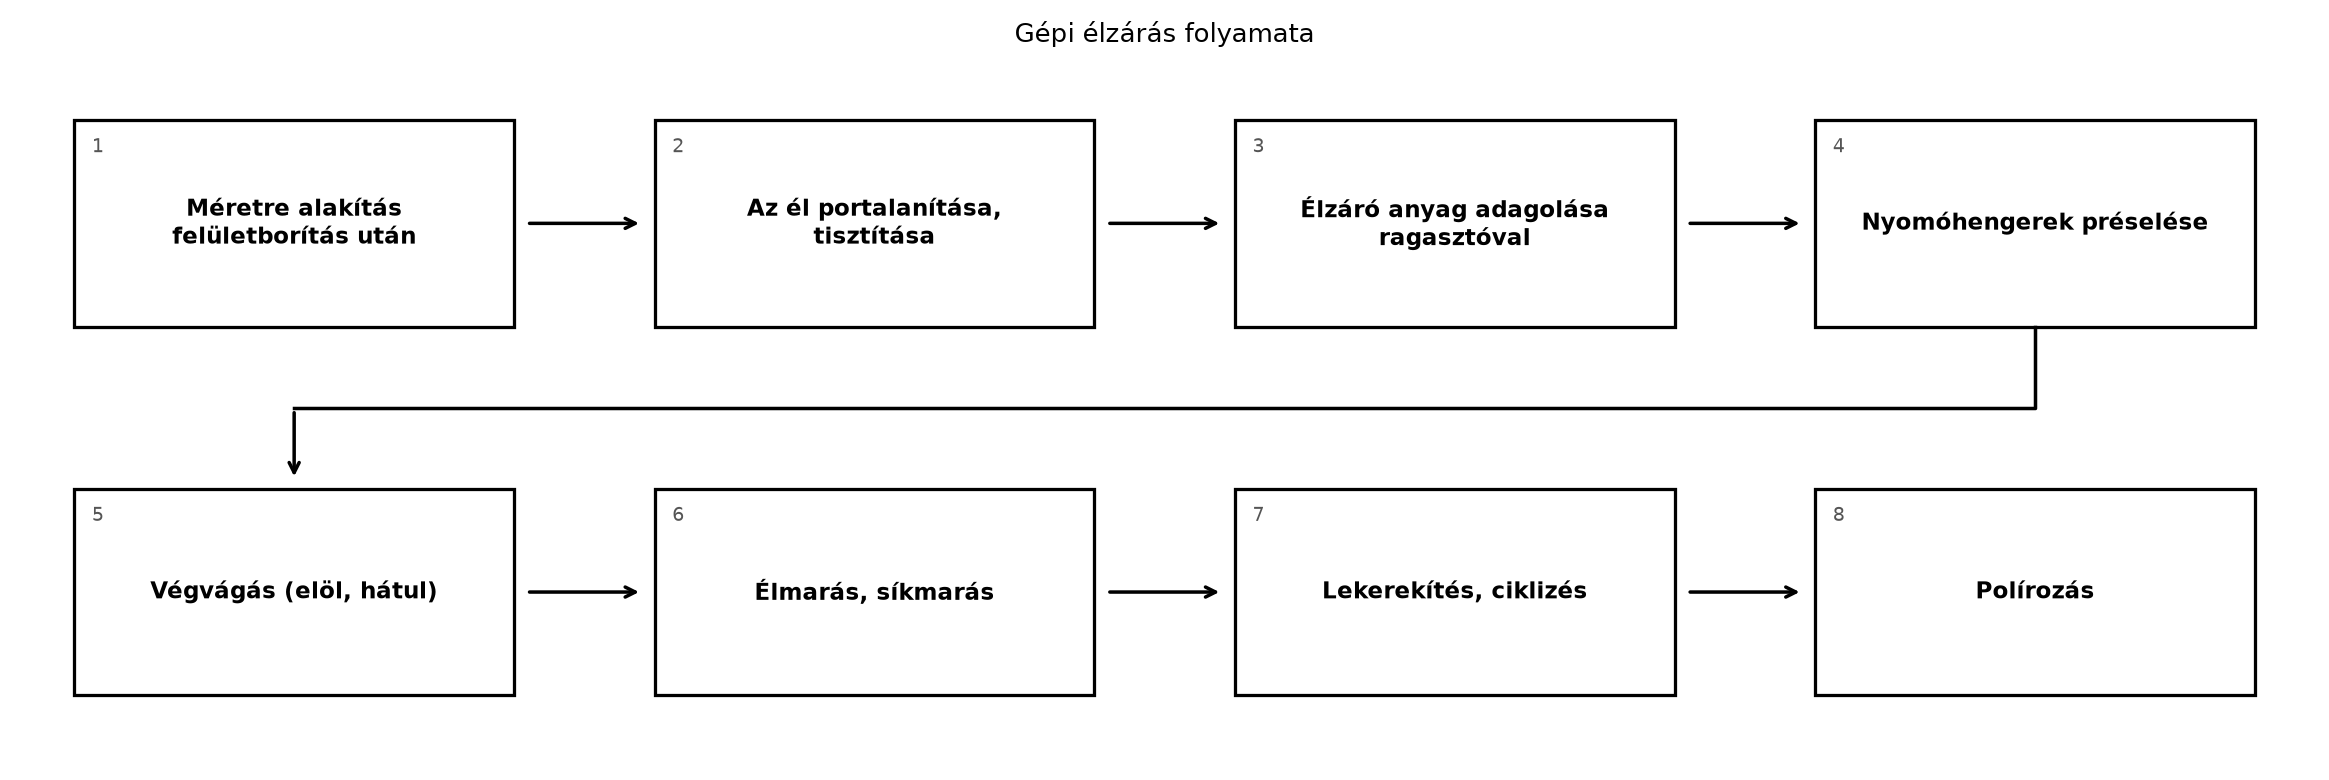 Gépi élzárás folyamata
1
Méretre alakítás
felületborítás után
2
Az él portalanítása,
tisztítása
3
Élzáró anyag adagolása
ragasztóval
4
Nyomóhengerek préselése
5
Végvágás (elöl, hátul)
6
Élmarás, síkmarás
7
Lekerekítés, ciklizés
8
Polírozás